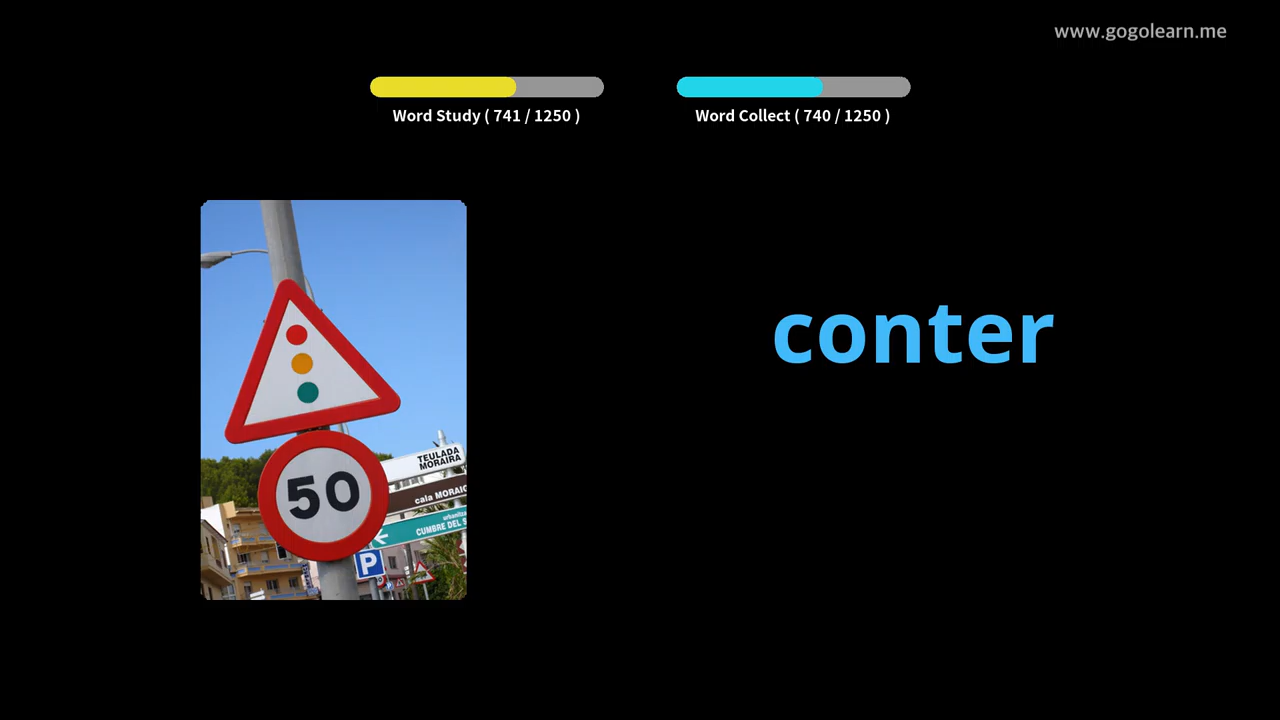 www.gogolearn.me
Word Study ( 741 / 1250 )
Word Collect ( 740 / 1250 )
conter
50
TEULADA
MORAIRA
cala MORAIG
urbanitza
CUMBRE DEL S
P